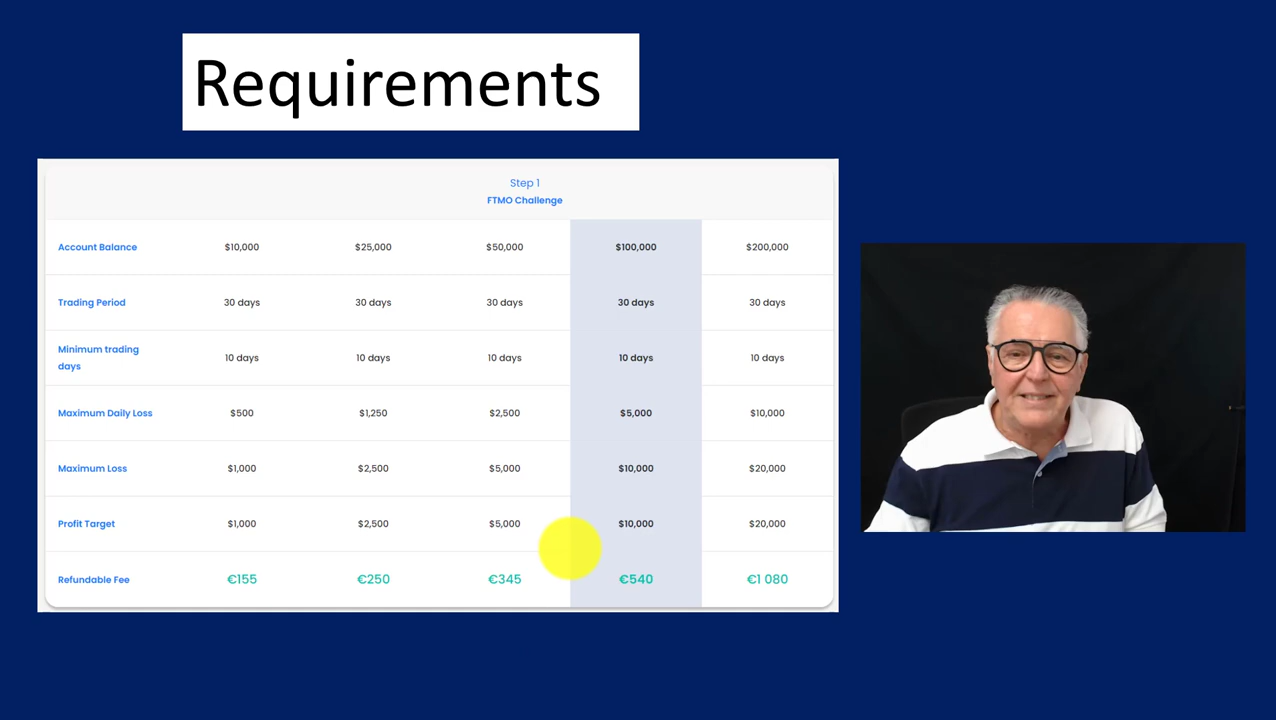 Requirements
Step 1
FTMO Challenge
Account Balance $10,000 $25,000 $50,000 $100,000 $200,000
Trading Period 30 days 30 days 30 days 30 days 30 days
Minimum trading
days 10 days 10 days 10 days 10 days 10 days
Maximum Daily Loss $500 $1,250 $2,500 $5,000 $10,000
Maximum Loss $1,000 $2,500 $5,000 $10,000 $20,000
Profit Target $1,000 $2,500 $5,000 $10,000 $20,000
Refundable Fee €155 €250 €345 €540 €1 080